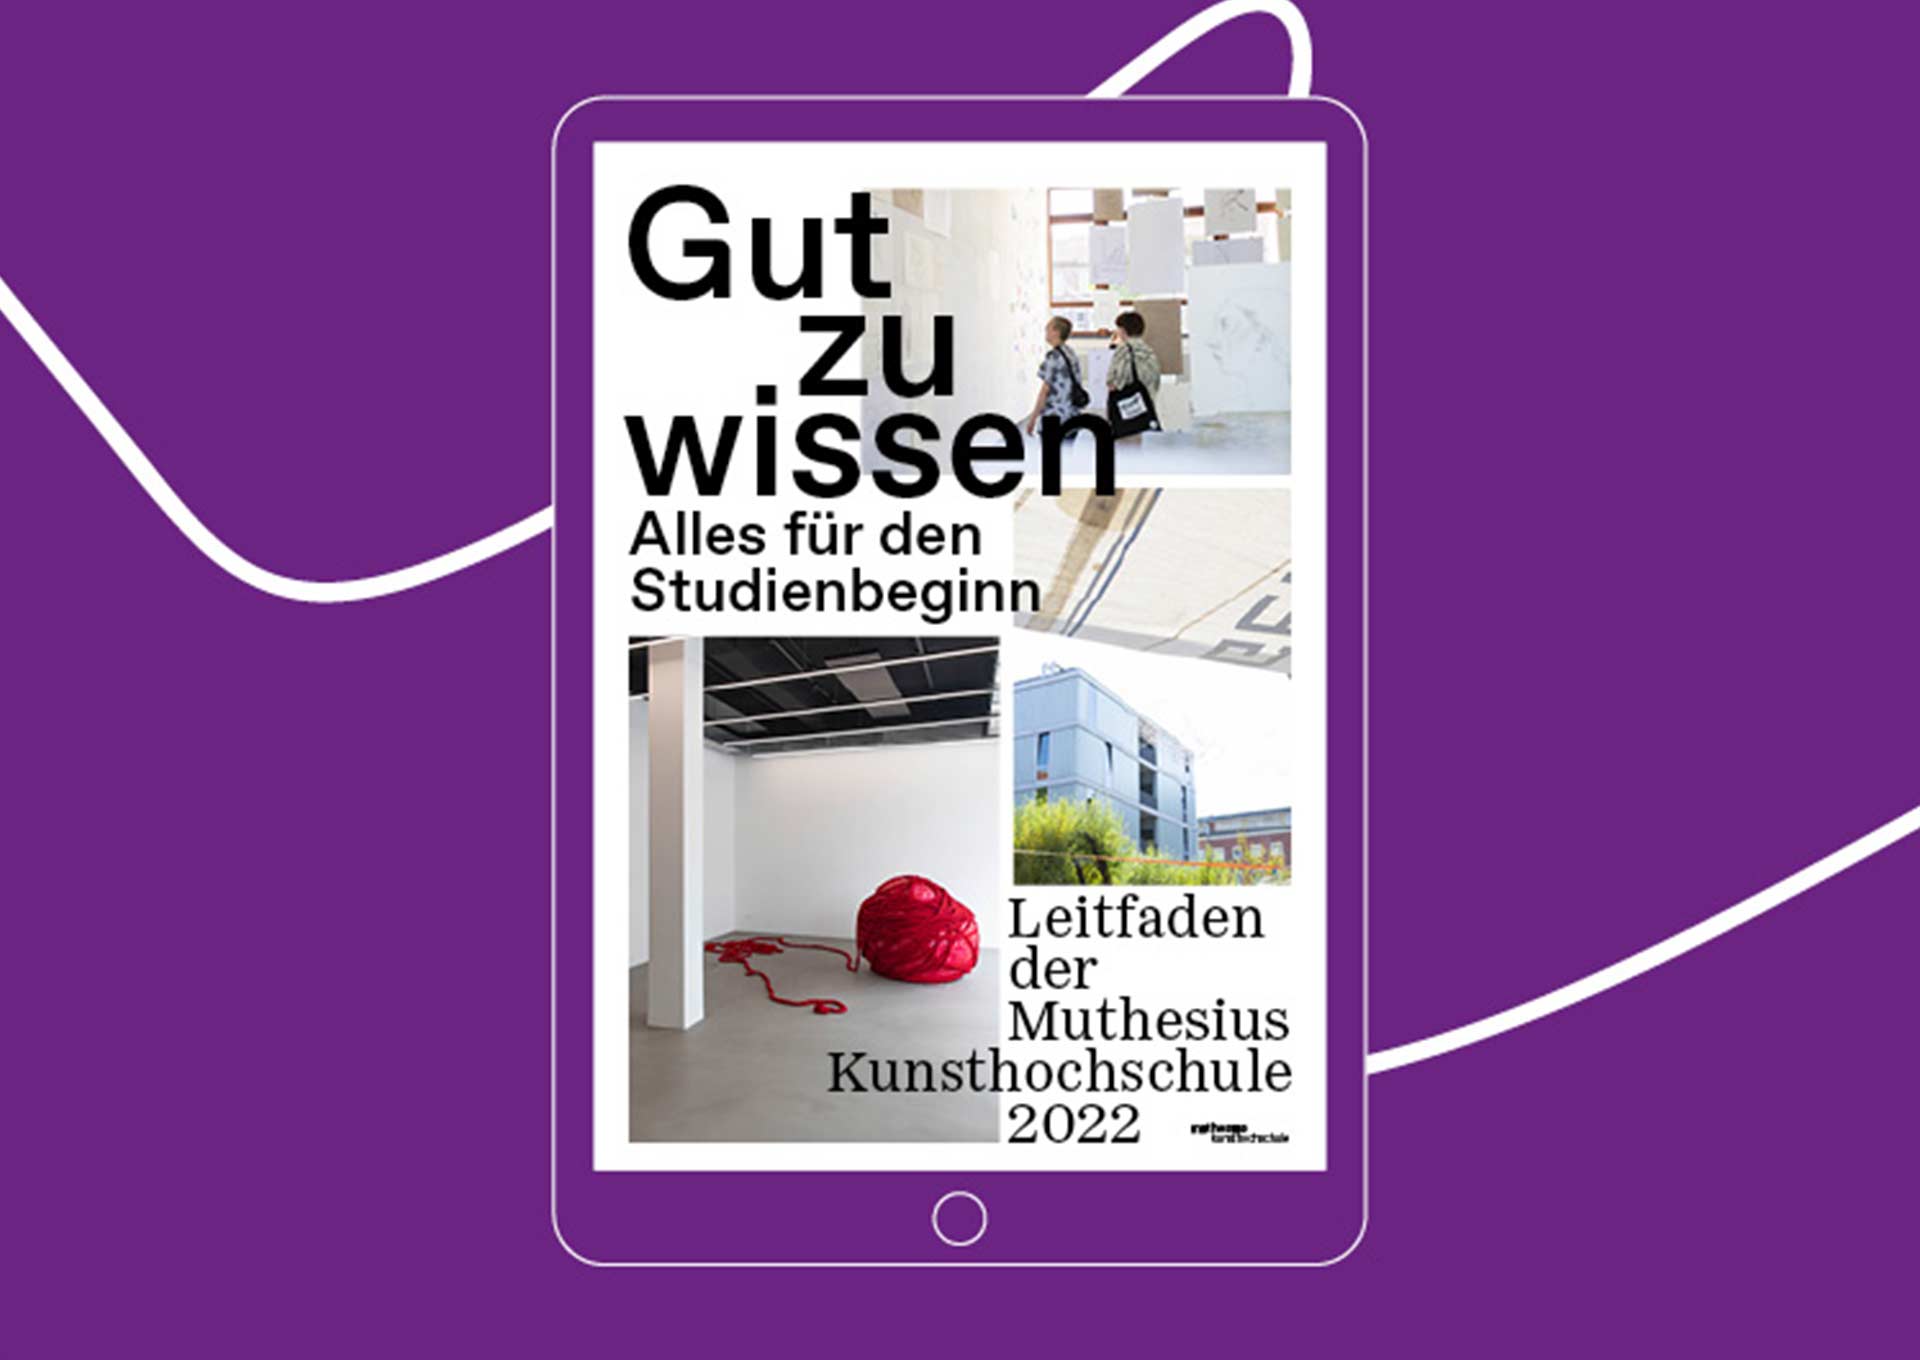 Gut
zu
wissen
Alles für den
Studienbeginn
Leitfaden
der
Muthesius
Kunsthochschule
2022